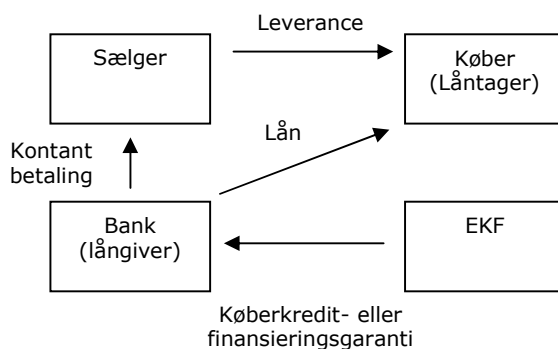 Leverance
Sælger
Køber
(Låntager)
Lån
Kontant
betaling
Bank
(långiver)
EKF
Køberkredit- eller
finansieringsgaranti